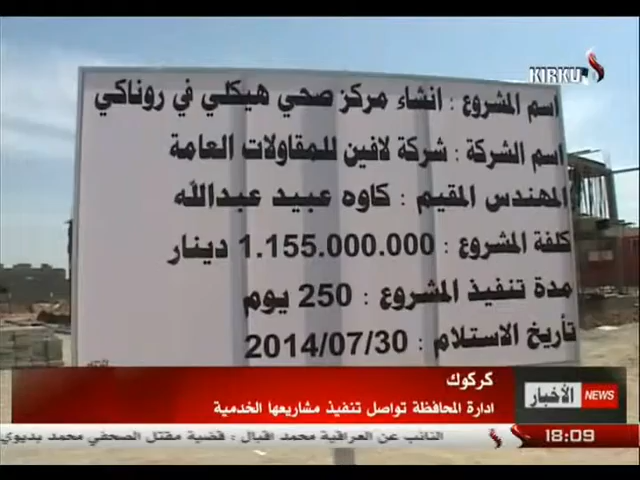 KIRKU
اسم المشروع : انشاء مركز صحي هيكلي في روناكي
اسم الشركة : شركة لافين للمقاولات العامة
المهندس المقيم : كاوه عبيد عبدالله
كلفة المشروع : 1.155.000.000 دينار
مدة تنفيذ المشروع : 250 يوم
تأريخ الاستلام : 2014/07/30
كركوك
ادارة المحافظة تواصل تنفيذ مشاريعها الخدمية
الأخبار NEWS
النائب عن العراقية محمد اقبال : قضية مقتل الصحفي محمد بديوي
18:09